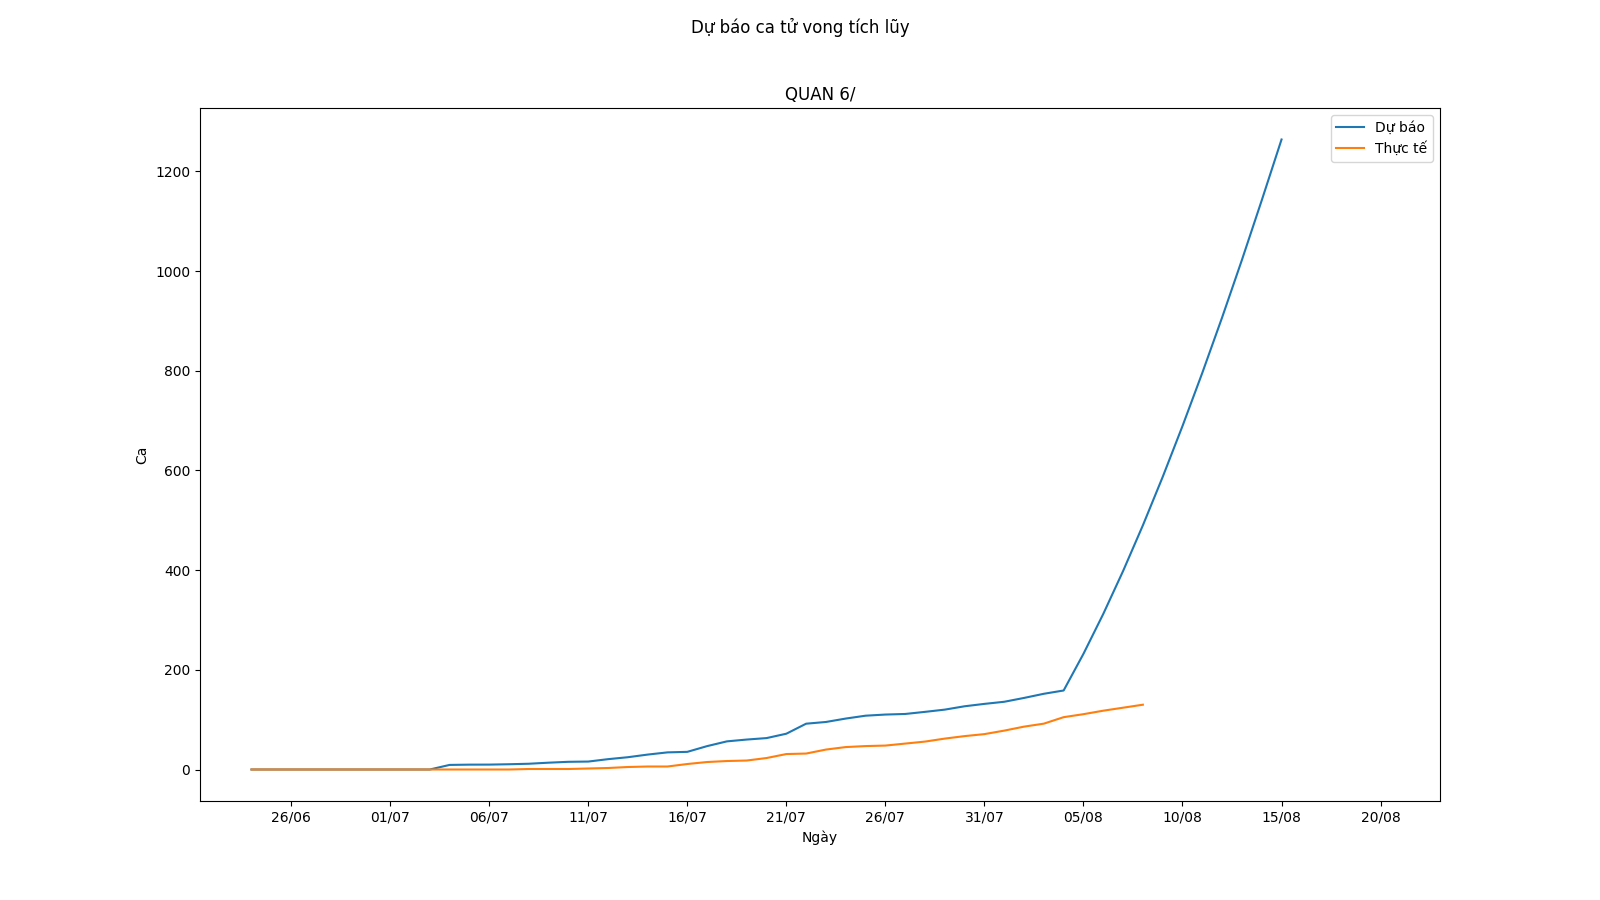 Dự báo ca tử vong tích lũy
QUAN 6/
Dự báo
Thực tế
1200
1000
800
600
400
200
0
Ca
26/06 01/07 06/07 11/07 16/07 21/07 26/07 31/07 05/08 10/08 15/08 20/08
Ngày